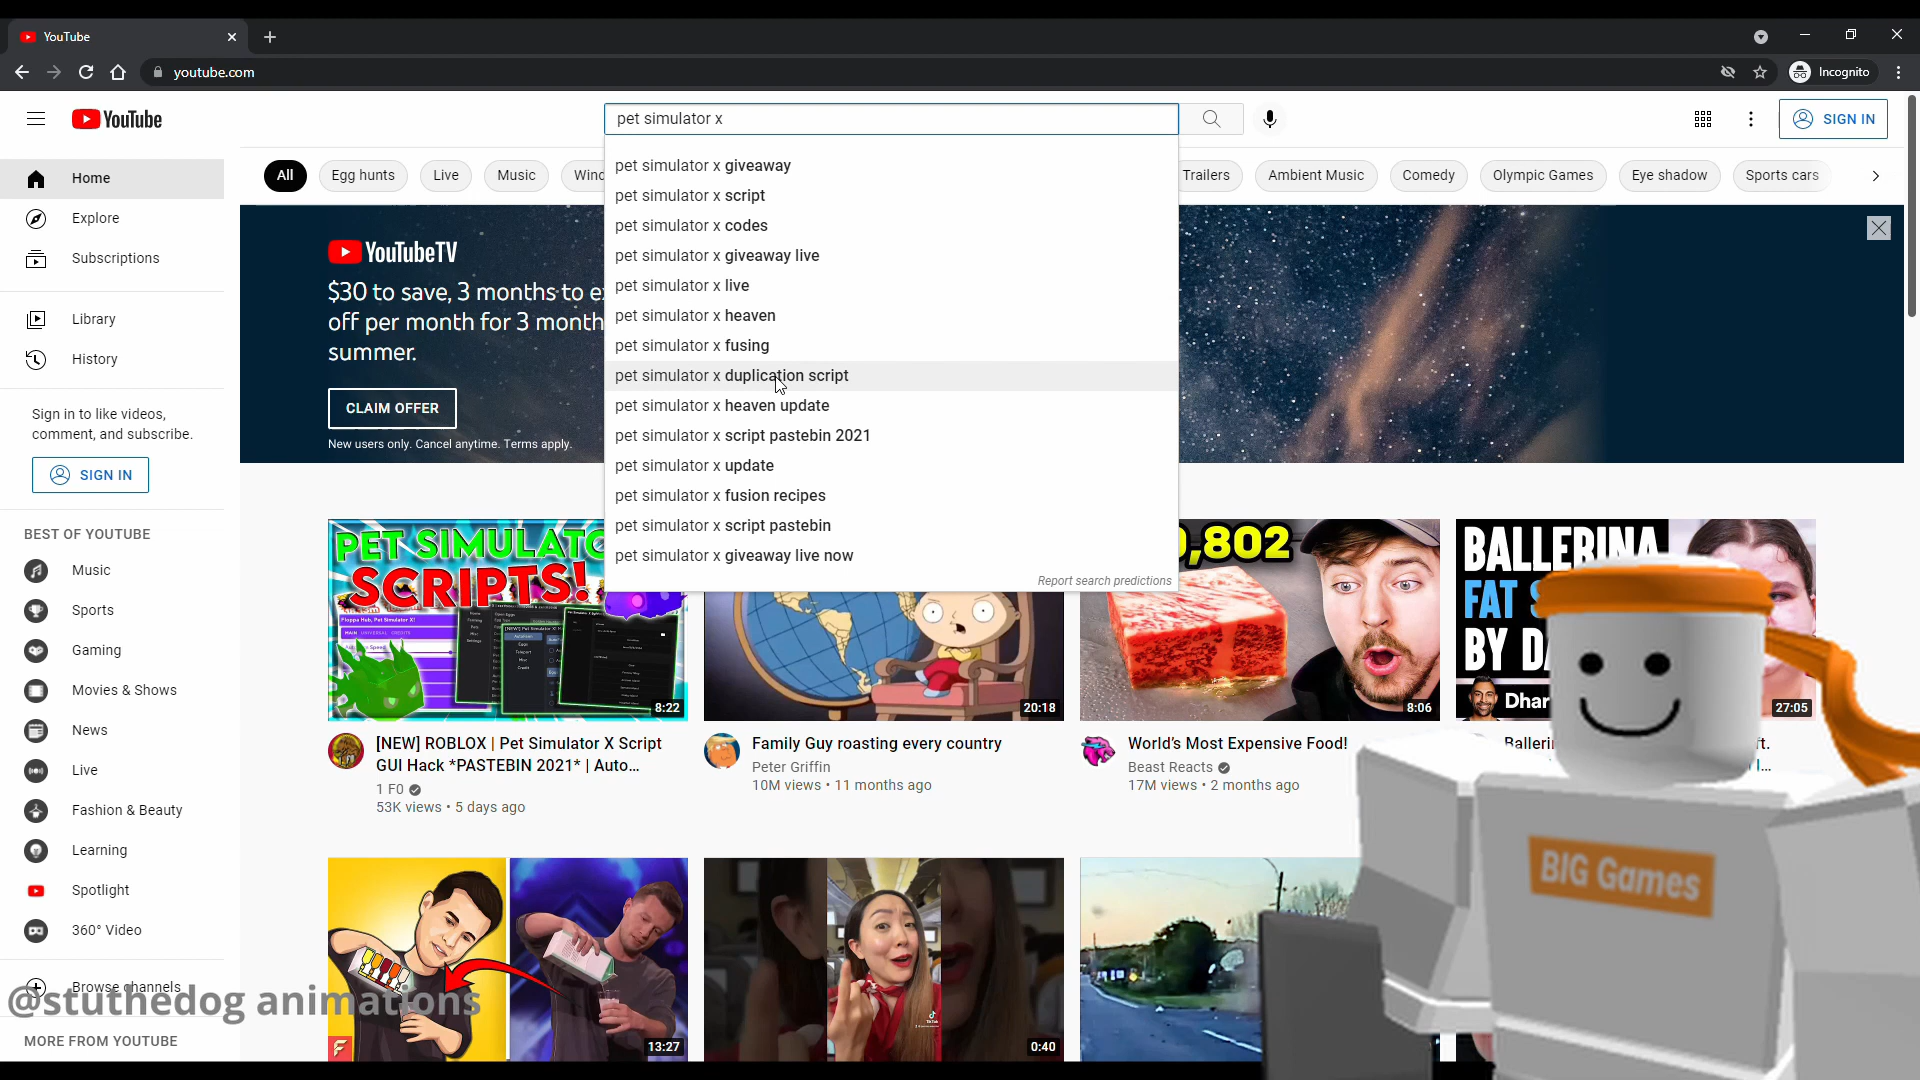 YouTube
youtube.com
Incognito
YouTube
pet simulator x
SIGN IN
Home
Explore
Subscriptions
Library
History
Sign in to like videos,
comment, and subscribe.
SIGN IN
BEST OF YOUTUBE
Music
Sports
Gaming
Movies & Shows
News
Live
Fashion & Beauty
Learning
Spotlight
360° Video
Browse channels
@stuthedog animations
MORE FROM YOUTUBE
All
Egg hunts
Live
Music
Trailers
Ambient Music
Comedy
Olympic Games
Eye shadow
Sports cars
pet simulator x giveaway
pet simulator x script
pet simulator x codes
pet simulator x giveaway live
pet simulator x live
pet simulator x heaven
pet simulator x fusing
pet simulator x duplication script
pet simulator x heaven update
pet simulator x script pastebin 2021
pet simulator x update
pet simulator x fusion recipes
pet simulator x script pastebin
pet simulator x giveaway live now
Report search predictions
YouTubeTV
$30 to save, 3 months to
off per month for 3 month
summer.
CLAIM OFFER
New users only. Cancel anytime. Terms apply.
PET SIMULATO
SCRIPTS!
8:22
[NEW] ROBLOX | Pet Simulator X Script
GUI Hack *PASTEBIN 2021* | Auto...
1 F0
53K views • 5 days ago
20:18
Family Guy roasting every country
Peter Griffin
10M views • 11 months ago
,802
8:06
World's Most Expensive Food!
Beast Reacts
17M views • 2 months ago
BALLERINA
FAT
BY
Dhar
27:05
13:27
0:40
BIG Games